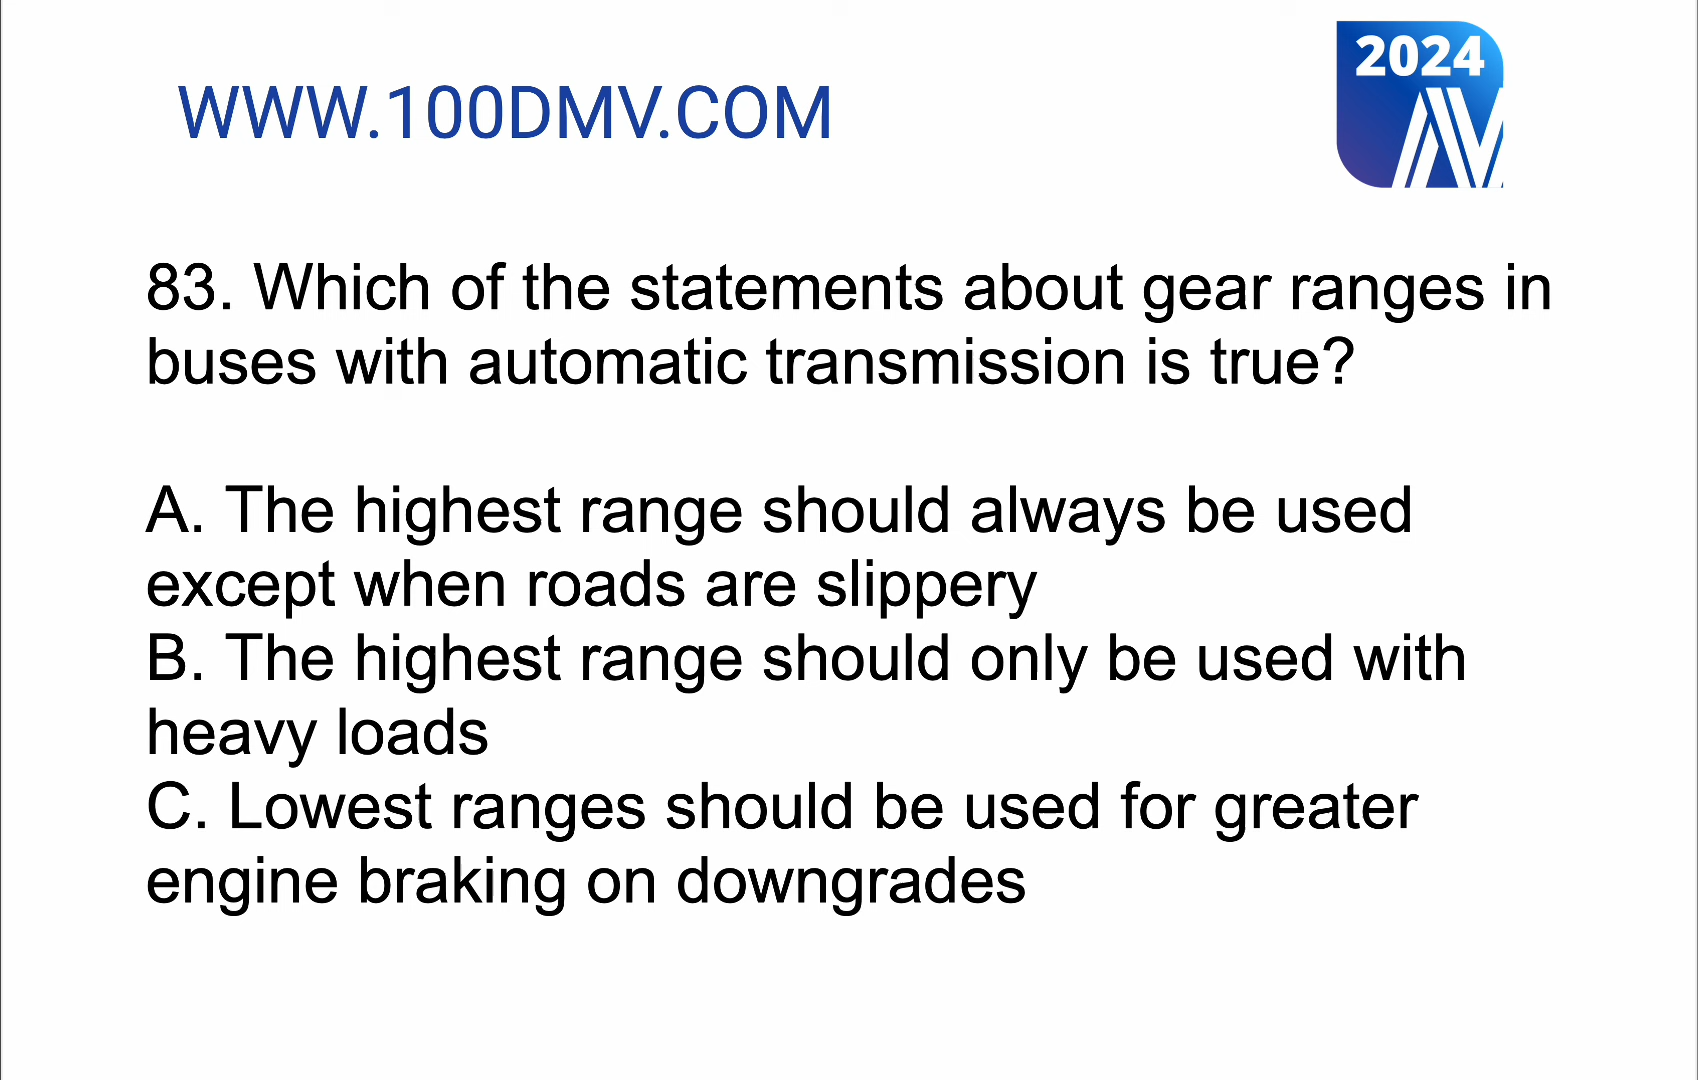 WWW.100DMV.COM
2024
83. Which of the statements about gear ranges in
buses with automatic transmission is true?
A. The highest range should always be used
except when roads are slippery
B. The highest range should only be used with
heavy loads
C. Lowest ranges should be used for greater
engine braking on downgrades